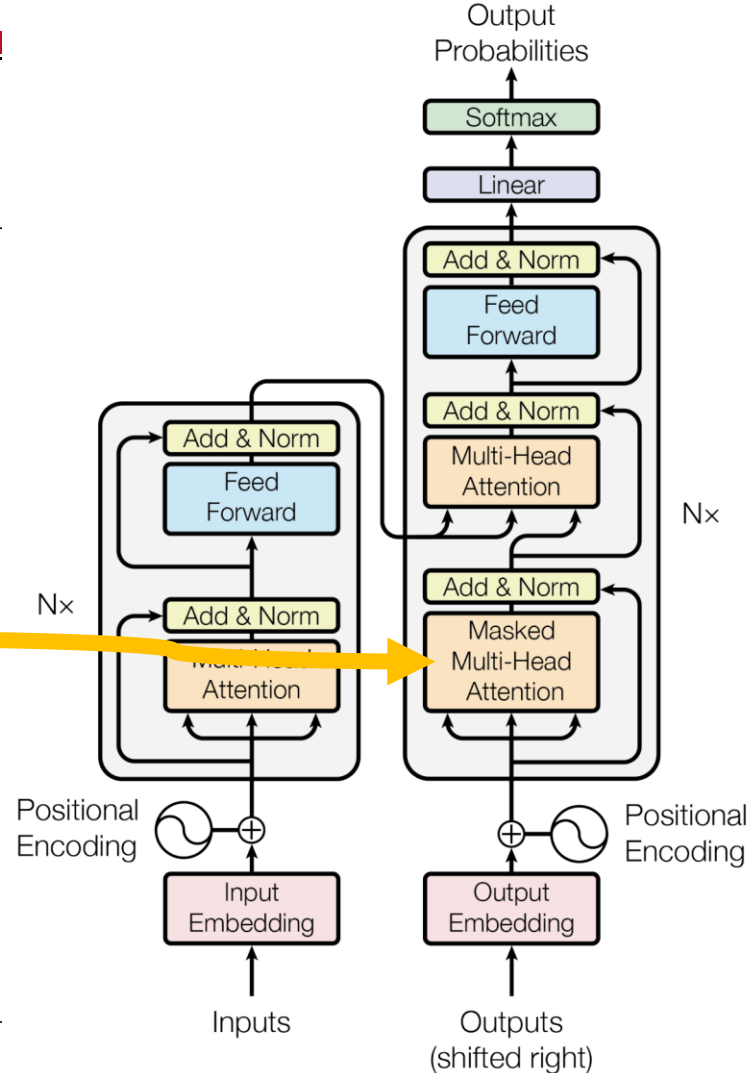 Output
Probabilities
Softmax
Linear
Add & Norm
Feed
Forward
Add & Norm
Multi-Head
Attention
Nx
Add & Norm
Masked
Multi-Head
Attention
Add & Norm
Feed
Forward
Nx
Add & Norm
Multi-Head
Attention
Positional
Encoding
Positional
Encoding
Input
Embedding
Output
Embedding
Inputs
Outputs
(shifted right)